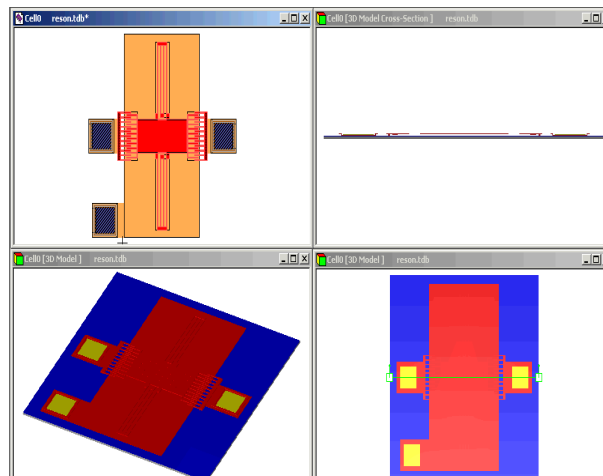 Cell0 reson.tdb*
Cell0 [3D Model Cross-Section ] reson.tdb
Cell0 [3D Model ] reson.tdb
Cell0 [3D Model ] reson.tdb